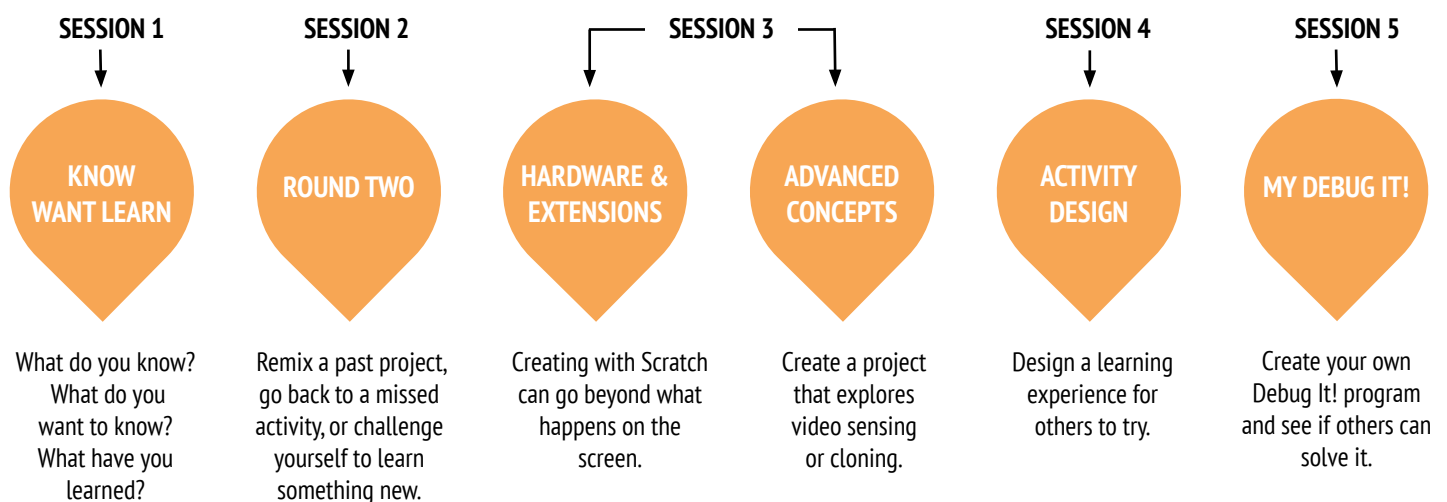 SESSION 1
SESSION 2
SESSION 3
SESSION 4
SESSION 5
KNOW
WANT LEARN
ROUND TWO
HARDWARE &
EXTENSIONS
ADVANCED
CONCEPTS
ACTIVITY
DESIGN
MY DEBUG IT!
What do you know?
What do you
want to know?
What have you
learned?
Remix a past project,
go back to a missed
activity, or challenge
yourself to learn
something new.
Creating with Scratch
can go beyond what
happens on the
screen.
Create a project
that explores
video sensing
or cloning.
Design a learning
experience for
others to try.
Create your own
Debug It! program
and see if others can
solve it.